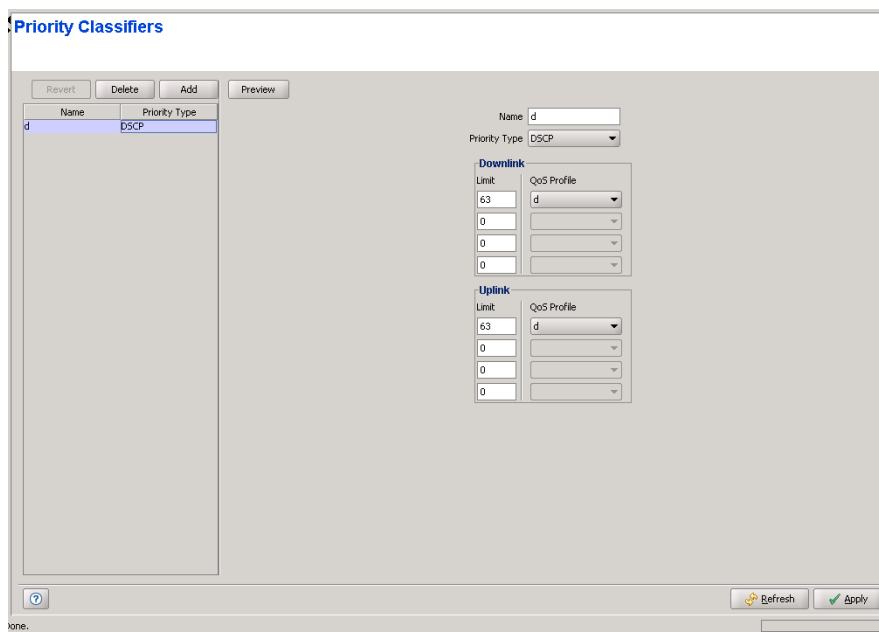 Priority Classifiers
Revert Delete Add Preview
Name Priority Type
d DSCP
Name d
Priority Type DSCP
Downlink
Limit QoS Profile
63 d
0
0
0
Uplink
Limit QoS Profile
63 d
0
0
0
? Refresh Apply
one.